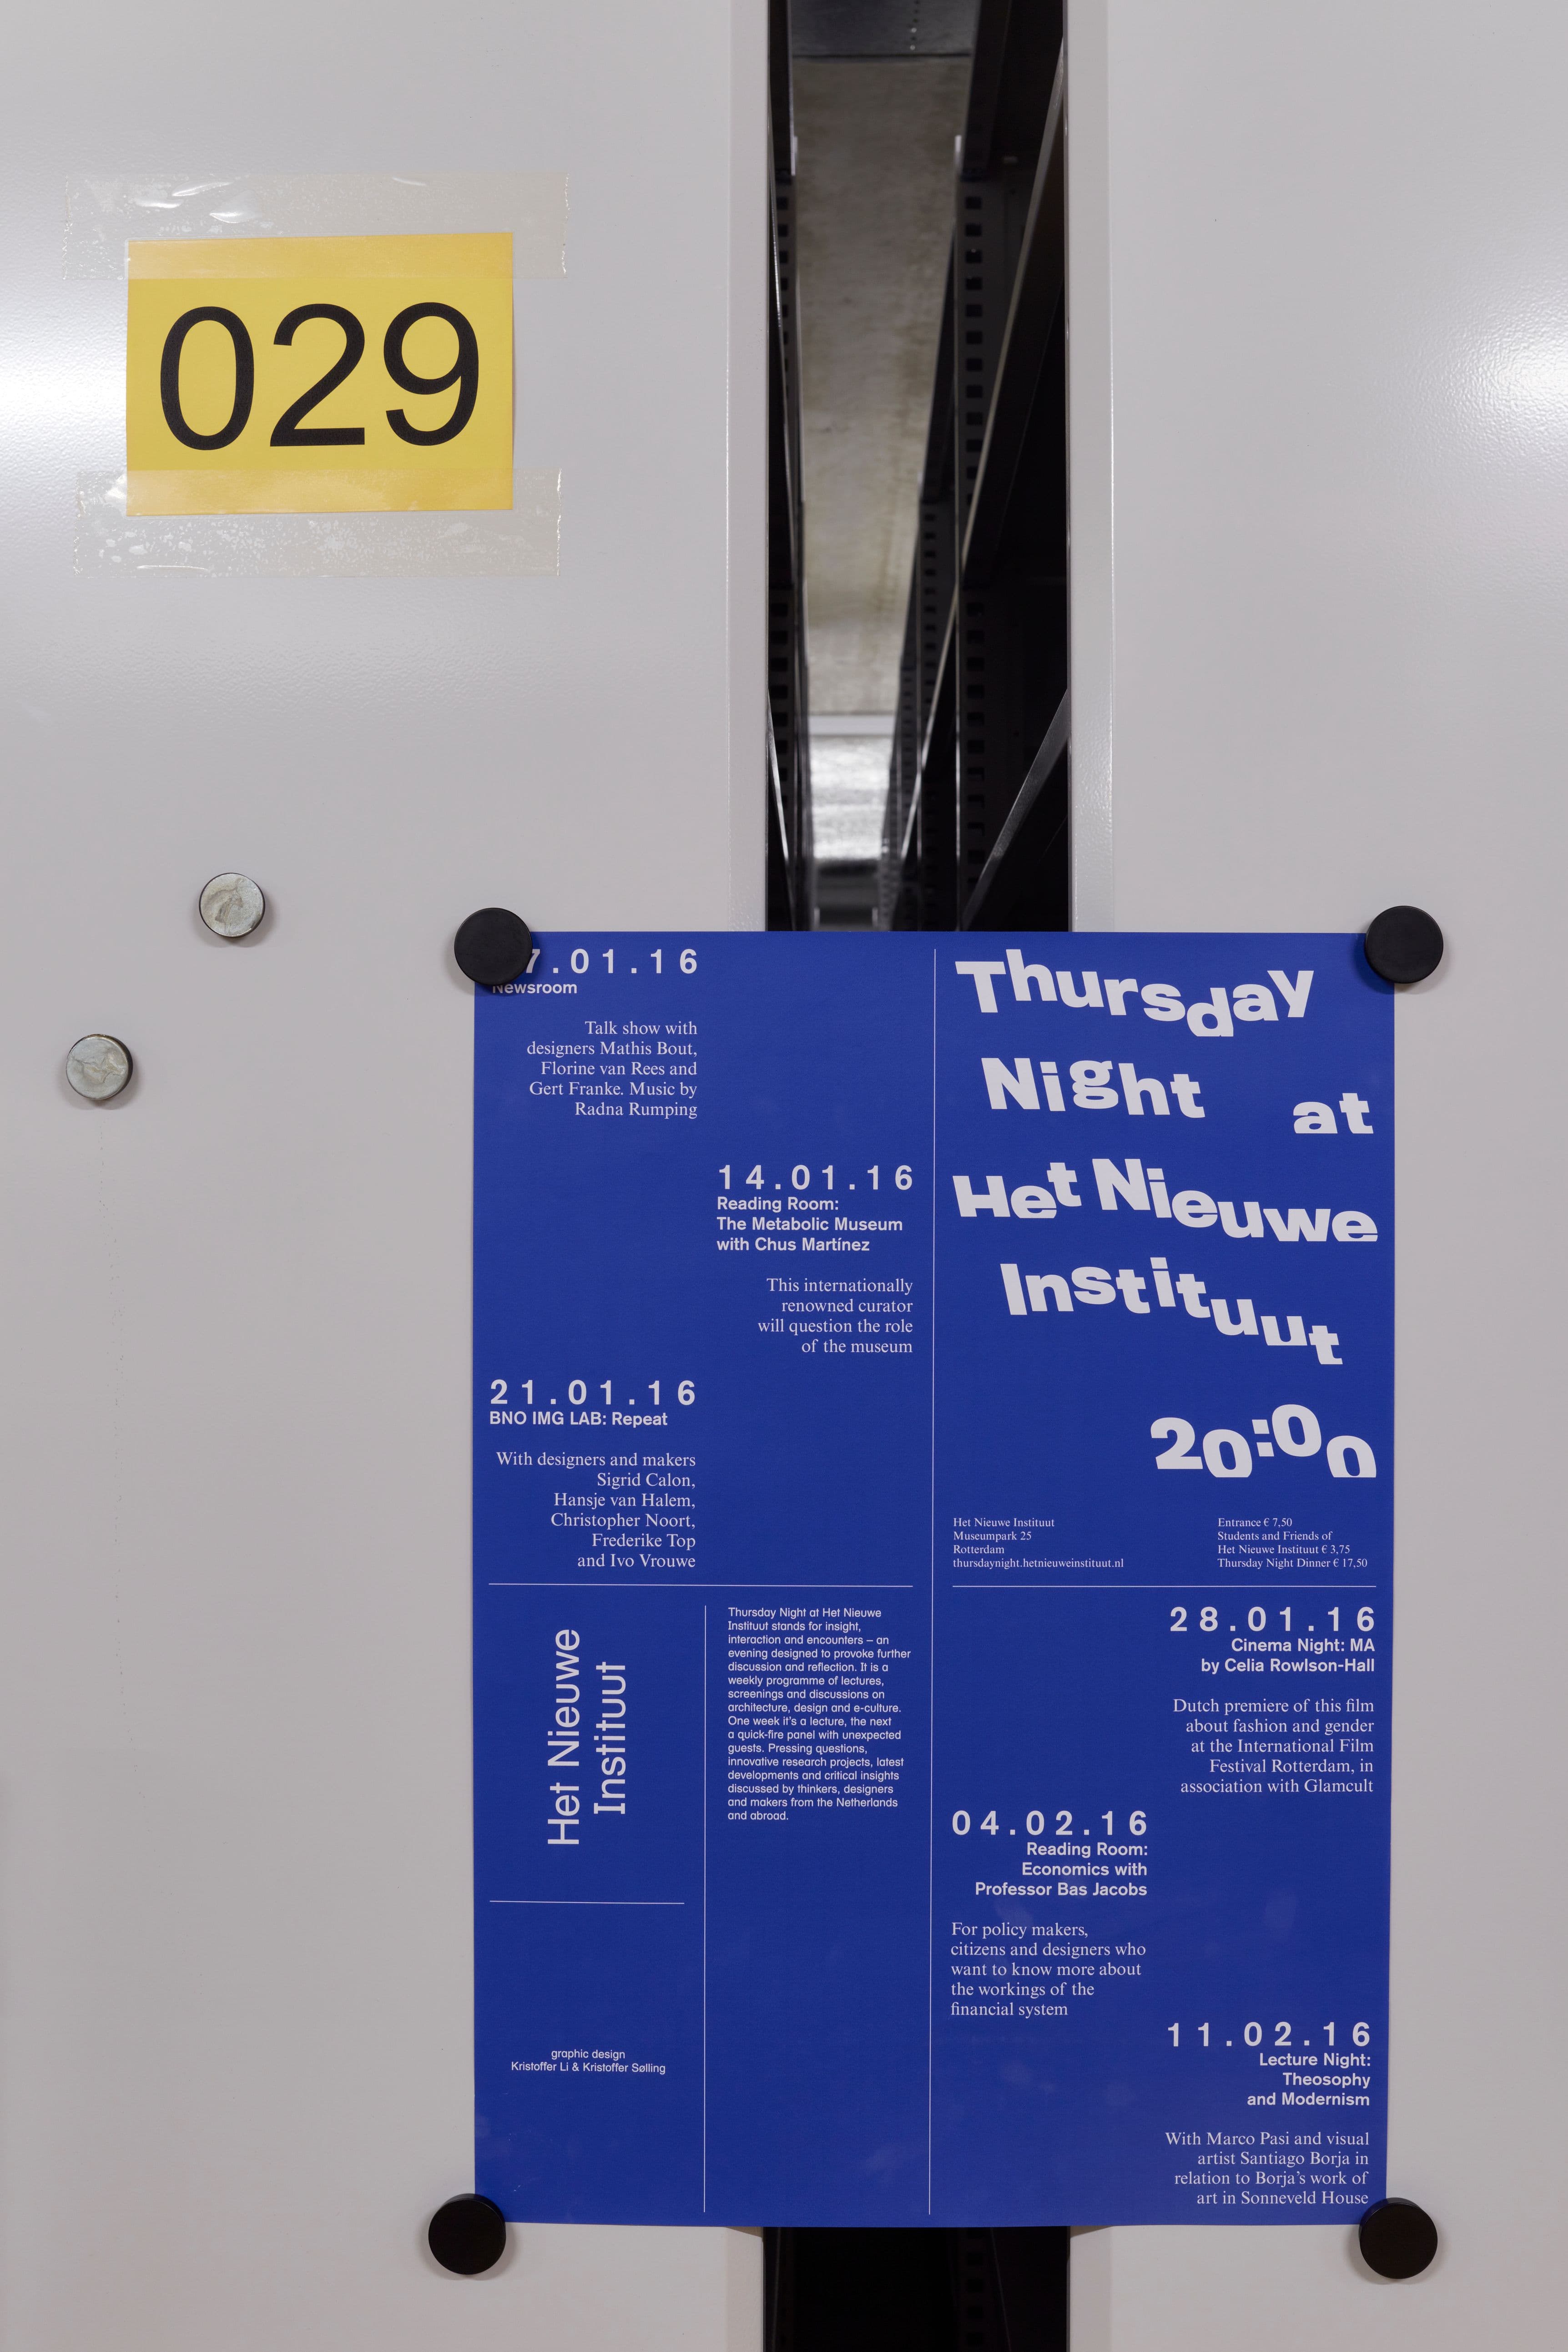 029
7.01.16
Newsroom
Talk show with
designers Mathis Bout,
Florine van Rees and
Gert Franke. Music by
Radna Rumping
14.01.16
Reading Room:
The Metabolic Museum
with Chus Martínez
This internationally
renowned curator
will question the role
of the museum
21.01.16
BNO IMG LAB: Repeat
With designers and makers
Sigrid Calon,
Hansje van Halem,
Christopher Noort,
Frederike Top
and Ivo Vrouwe
Thursday
Night at
Het Nieuwe
Instituut
20:00
Het Nieuwe Instituut
Museumpark 25
Rotterdam
thursdaynight.hetnieuweinstituut.nl
Entrance € 7,50
Students and Friends of
Het Nieuwe Instituut € 3,75
Thursday Night Dinner € 17,50
Het Nieuwe
Instituut
Thursday Night at Het Nieuwe
Instituut stands for insight,
interaction and encounters – an
evening designed to provoke further
discussion and reflection. It is a
weekly programme of lectures,
screenings and discussions on
architecture, design and e-culture.
One week it's a lecture, the next
a quick-fire panel with unexpected
guests. Pressing questions,
innovative research projects, latest
developments and critical insights
discussed by thinkers, designers
and makers from the Netherlands
and abroad.
graphic design
Kristoffer Li & Kristoffer Sølling
28.01.16
Cinema Night: MA
by Celia Rowlson-Hall
Dutch premiere of this film
about fashion and gender
at the International Film
Festival Rotterdam, in
association with Glamcult
04.02.16
Reading Room:
Economics with
Professor Bas Jacobs
For policy makers,
citizens and designers who
want to know more about
the workings of the
financial system
11.02.16
Lecture Night:
Theosophy
and Modernism
With Marco Pasi and visual
artist Santiago Borja in
relation to Borja's work of
art in Sonneveld House